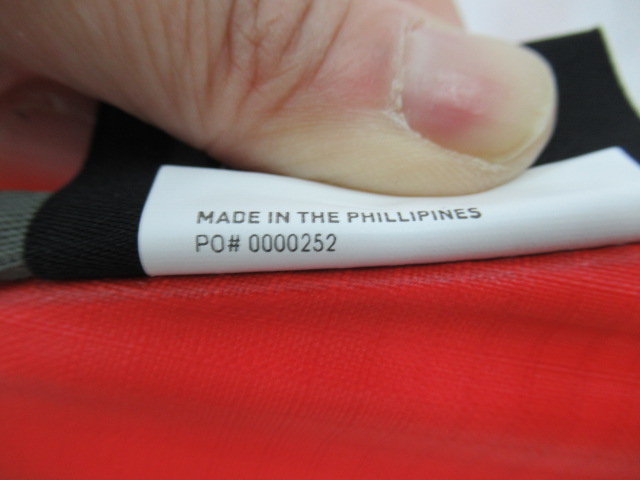 MADE IN THE PHILLIPINES
PO# 0000252